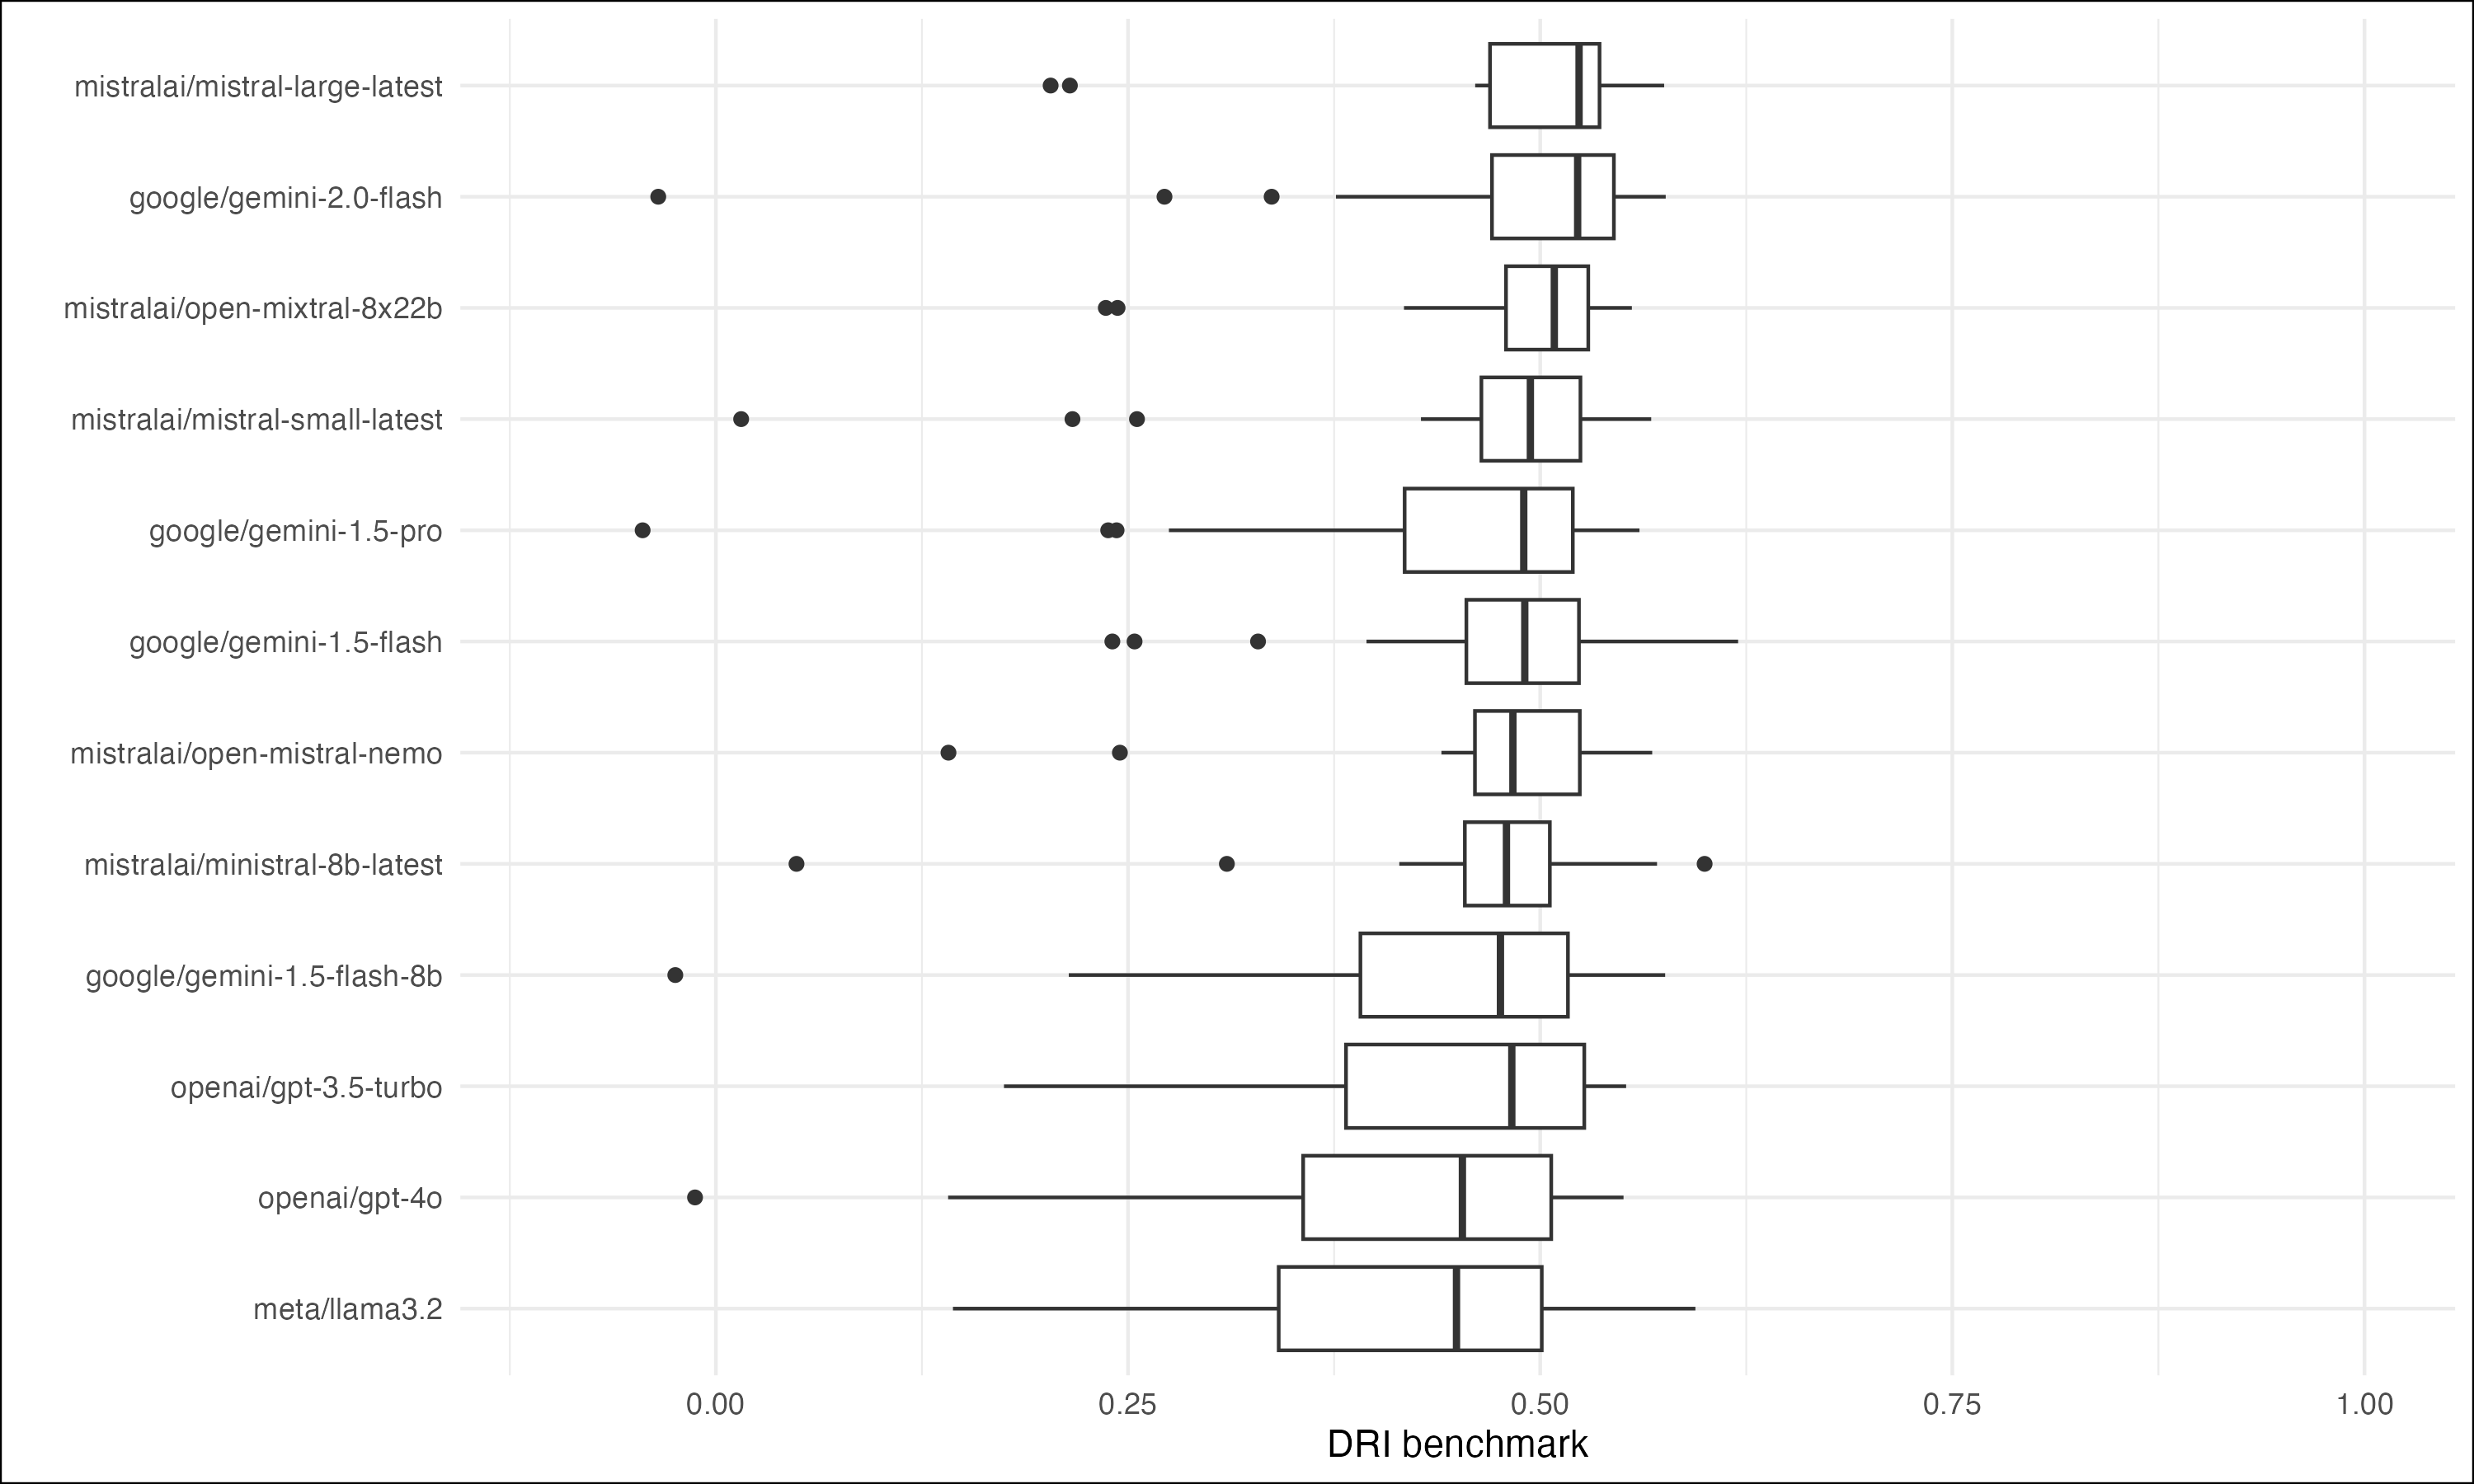 mistralai/mistral-large-latest
google/gemini-2.0-flash
mistralai/open-mixtral-8x22b
mistralai/mistral-small-latest
google/gemini-1.5-pro
google/gemini-1.5-flash
mistralai/open-mistral-nemo
mistralai/ministral-8b-latest
google/gemini-1.5-flash-8b
openai/gpt-3.5-turbo
openai/gpt-4o
meta/llama3.2
0.00 0.25 0.50 0.75 1.00
DRI benchmark